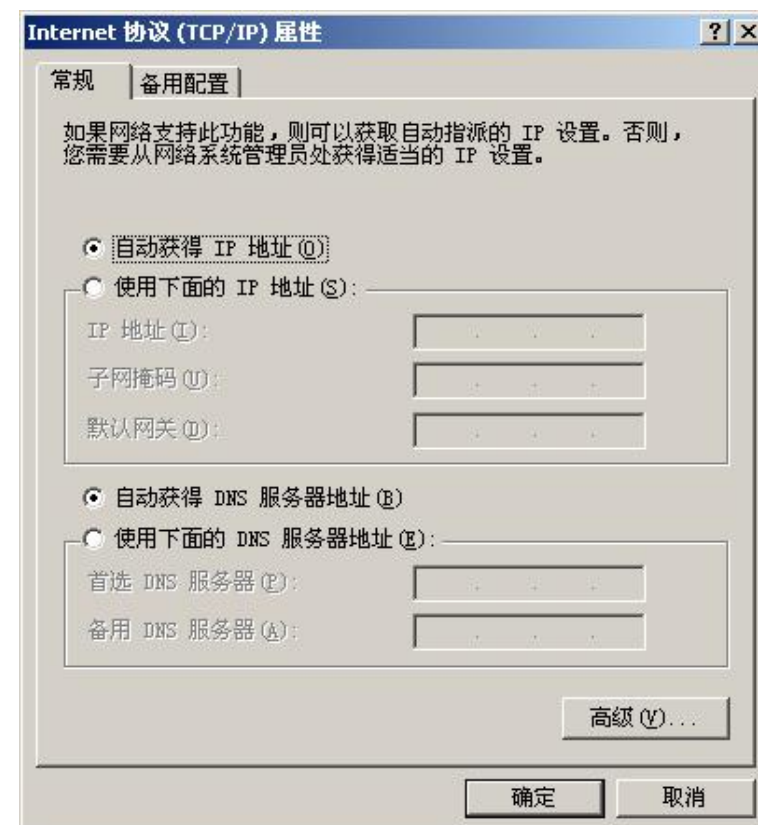 Internet 协议 (TCP/IP) 属性
常规
备用配置
如果网络支持此功能，则可以获取自动指派的 IP 设置。否则，
您需要从网络系统管理员处获得适当的 IP 设置。
自动获得 IP 地址(O)
使用下面的 IP 地址(S):
IP 地址(I):
子网掩码(U):
默认网关(D):
自动获得 DNS 服务器地址(B)
使用下面的 DNS 服务器地址(E):
首选 DNS 服务器(P):
备用 DNS 服务器(A):
高级(V)...
确定
取消